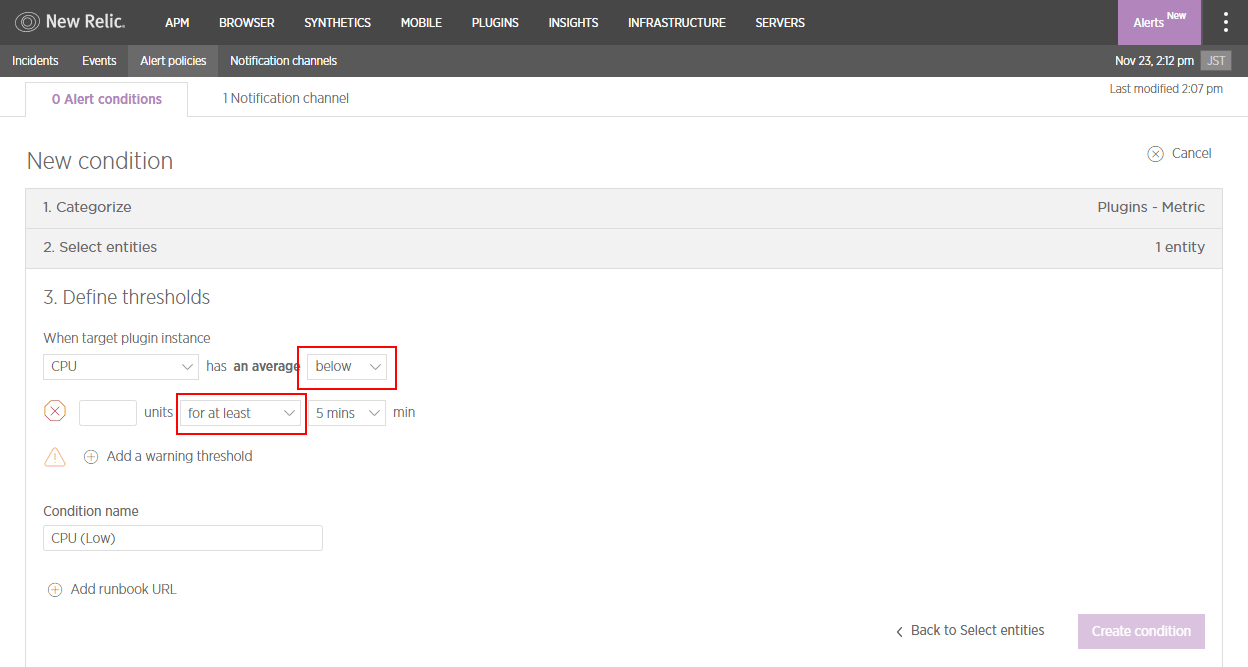 New Relic. APM BROWSER SYNTHETICS MOBILE PLUGINS INSIGHTS INFRASTRUCTURE SERVERS Alerts New
Incidents Events Alert policies Notification channels Nov 23, 2:12 pm JST
0 Alert conditions 1 Notification channel Last modified 2:07 pm
New condition Cancel
1. Categorize Plugins - Metric
2. Select entities 1 entity
3. Define thresholds
When target plugin instance
CPU has an average below
units for at least 5 mins min
Add a warning threshold
Condition name
CPU (Low)
Add runbook URL
Back to Select entities Create condition